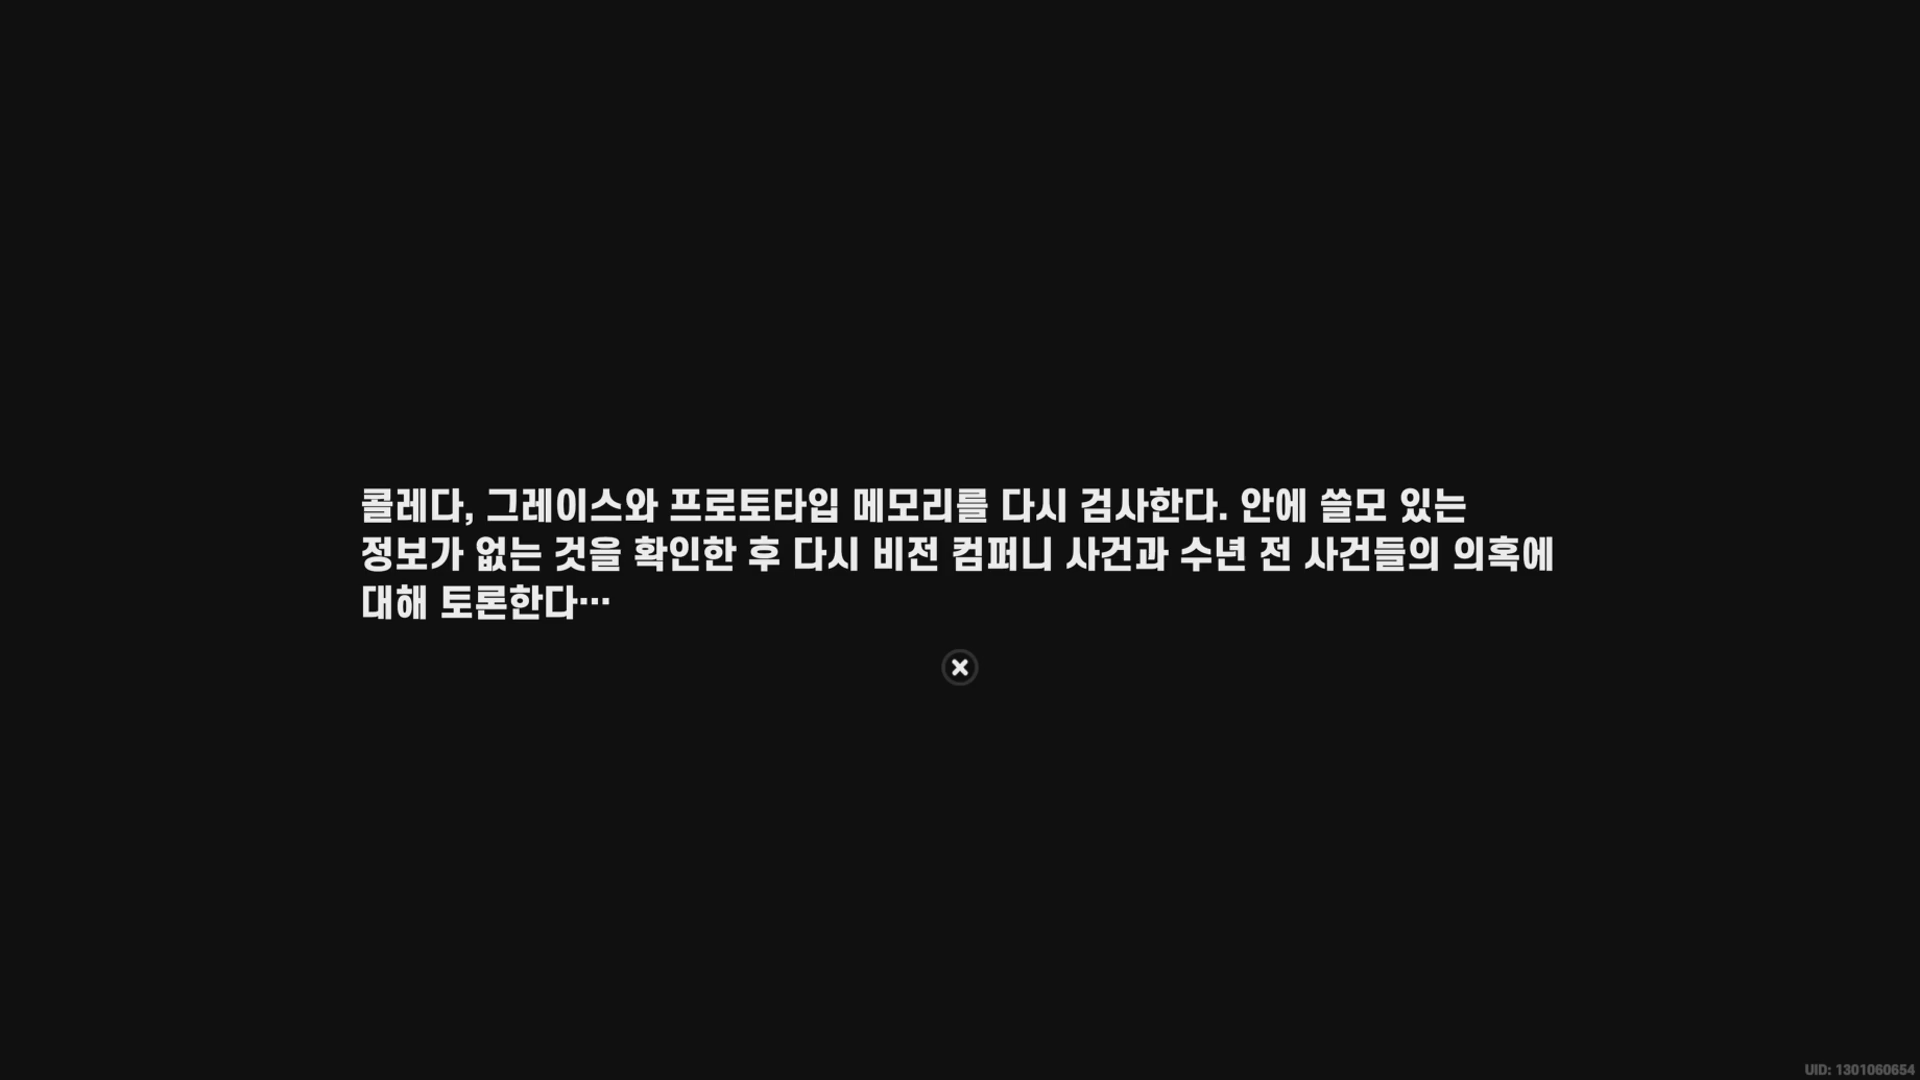 콜레다, 그레이스와 프로토타입 메모리를 다시 검사한다. 안에 쓸모 있는
정보가 없는 것을 확인한 후 다시 비전 컴퍼니 사건과 수년 전 사건들의 의혹에
대해 토론한다…
UID: 1301060654